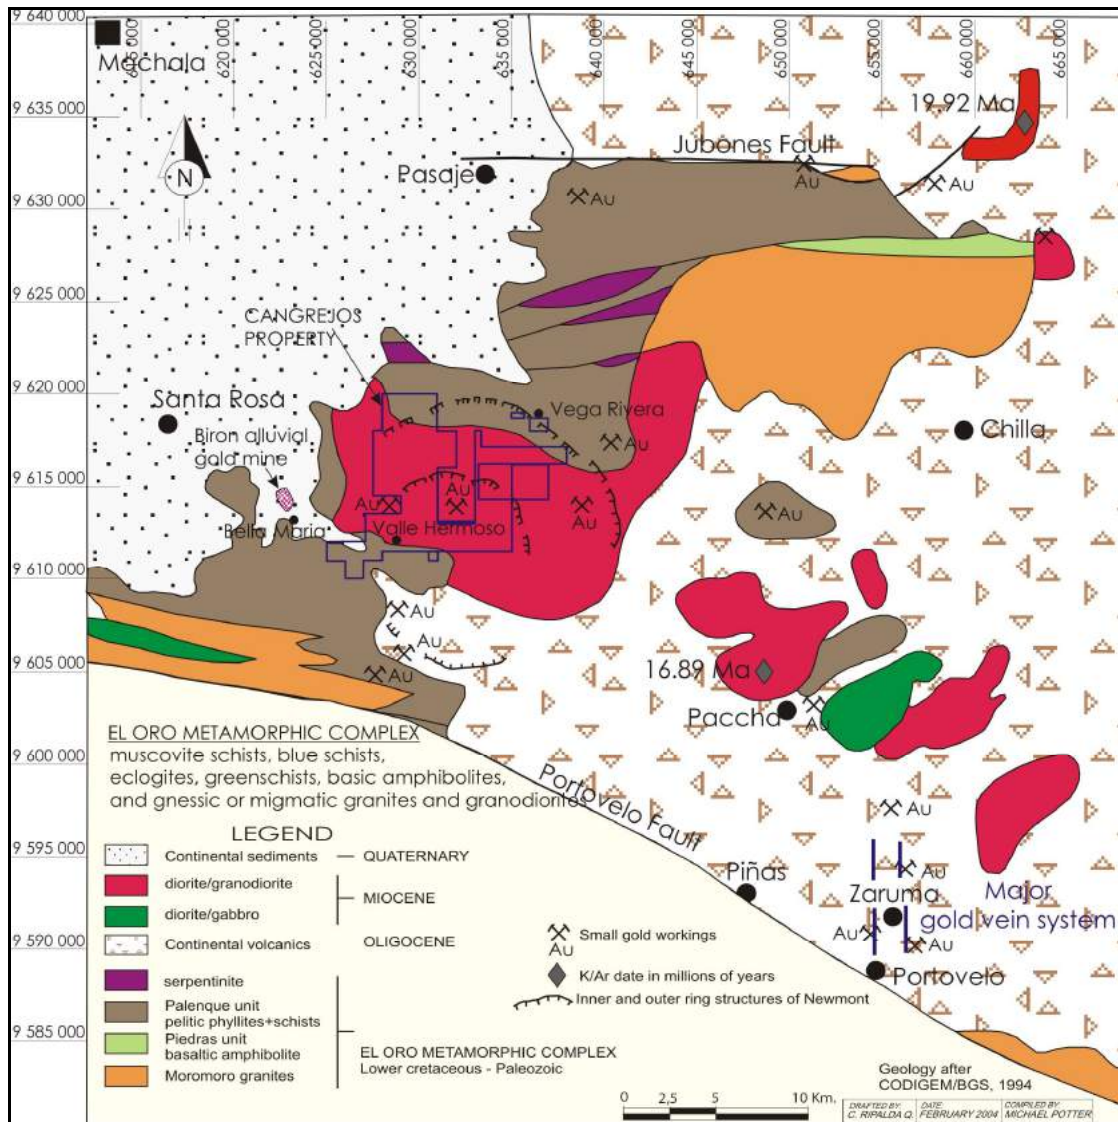 9 640 000
615 000
620 000
625 000
630 000
635 000
640 000
645 000
650 000
655 000
660 000
665 000
Machala
9 635 000
19.92 Ma
Jubones Fault
Pasaje
N
Au
Au
Au
9 630 000
9 625 000
CANGREJOS
PROPERTY
9 620 000
Santa Rosa
Vega Rivera
Chilla
Biron alluvial
gold mine
Au
9 615 000
Au
Au
Au
Au
Bella Maria
Valle Hermoso
9 610 000
Au
Au
Au
9 605 000
16.89 Ma
Paccha
Au
EL ORO METAMORPHIC COMPLEX
muscovite schists, blue schists,
eclogites, greenschists, basic amphibolites,
and gnessic or migmatic granites and granodiorites
9 600 000
Portovelo Fault
Au
9 595 000
Piñas
Au
Zaruma
Major
gold vein system
Au
Au
Portovelo
9 590 000
9 585 000
LEGEND
Continental sediments
QUATERNARY
diorite/granodiorite
MIOCENE
diorite/gabbro
Continental volcanics
OLIGOCENE
serpentinite
Palenque unit
pelitic phyllites+schists
Piedras unit
basaltic amphibolite
Moromoro granites
EL ORO METAMORPHIC COMPLEX
Lower cretaceous - Paleozoic
Small gold workings
Au
K/Ar date in millions of years
Inner and outer ring structures of Newmont
0 2,5 5 10 Km.
Geology after
CODIGEM/BGS, 1994
DRAFTED BY: C. RIPALDA Q.
DATE: FEBRUARY 2004
COMPILED BY: MICHAEL POTTER